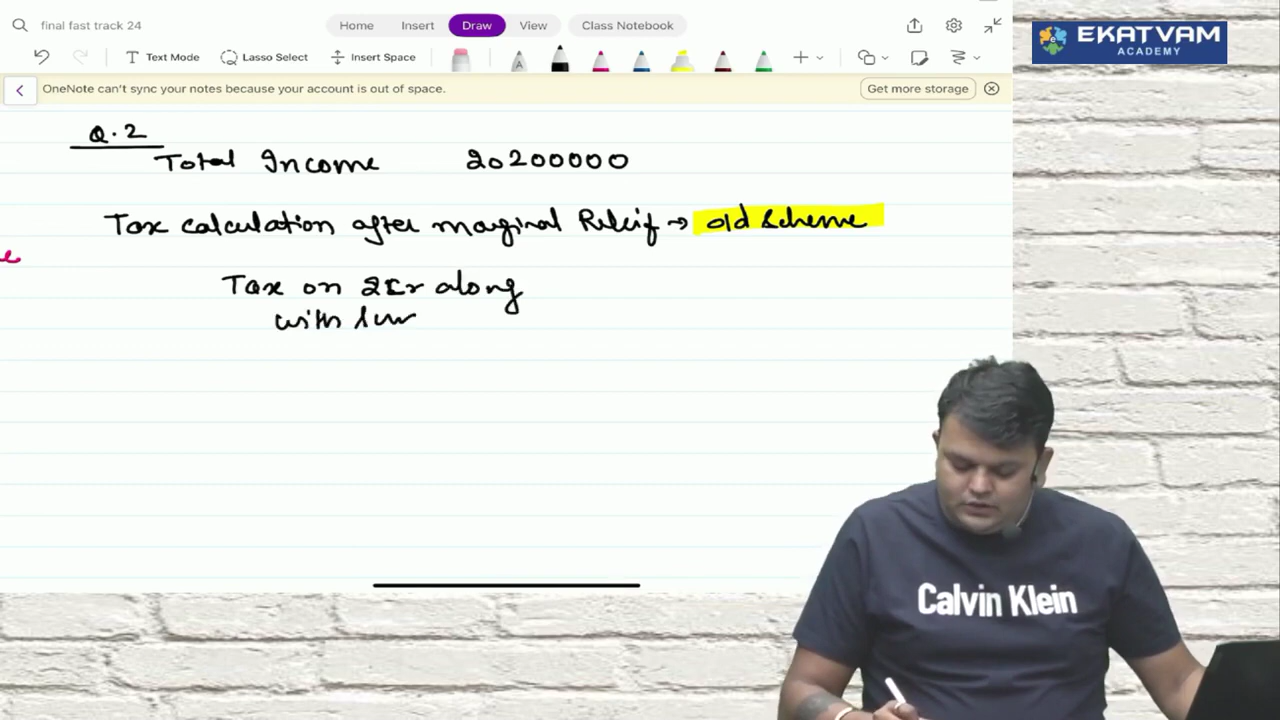 final fast track 24
Home Insert Draw View Class Notebook
EKATVAM
ACADEMY
Text Mode Lasso Select Insert Space
OneNote can't sync your notes because your account is out of space.
Get more storage
Q.2
Total Income 20200000
Tax calculation after marginal Relief → old Scheme
Tax on 2cr along
with sur
Calvin Klein